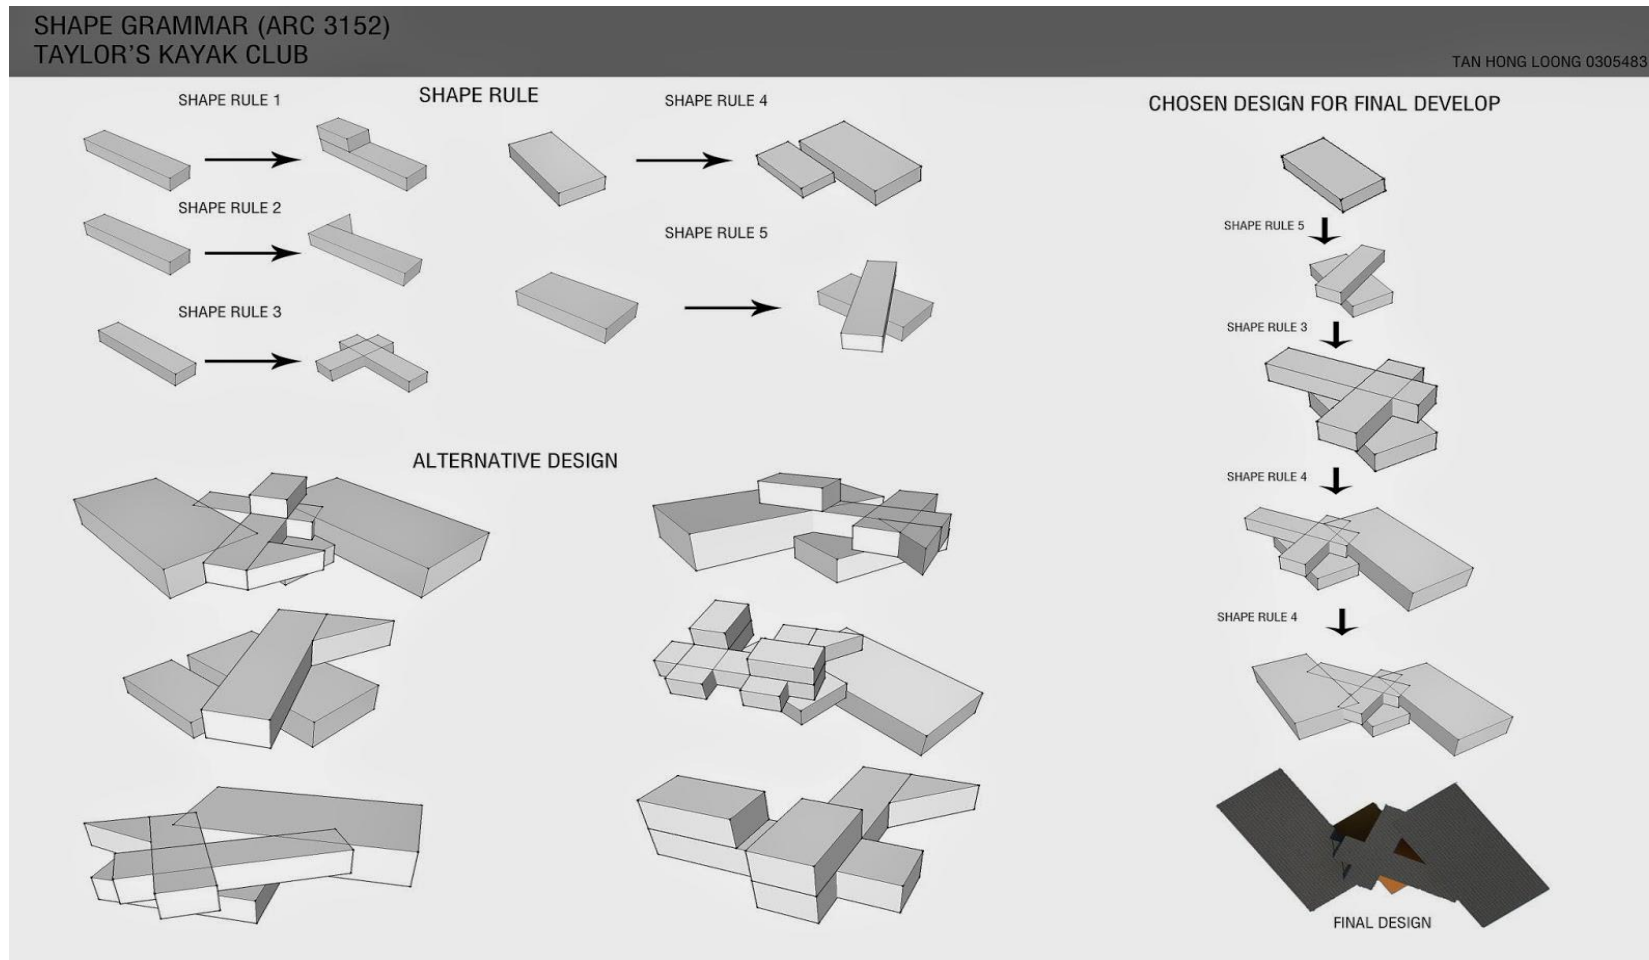 SHAPE GRAMMAR (ARC 3152)
TAYLOR'S KAYAK CLUB
TAN HONG LOONG 0305483
SHAPE RULE
SHAPE RULE 1
SHAPE RULE 2
SHAPE RULE 3
SHAPE RULE 4
SHAPE RULE 5
ALTERNATIVE DESIGN
CHOSEN DESIGN FOR FINAL DEVELOP
SHAPE RULE 5
SHAPE RULE 3
SHAPE RULE 4
SHAPE RULE 4
FINAL DESIGN